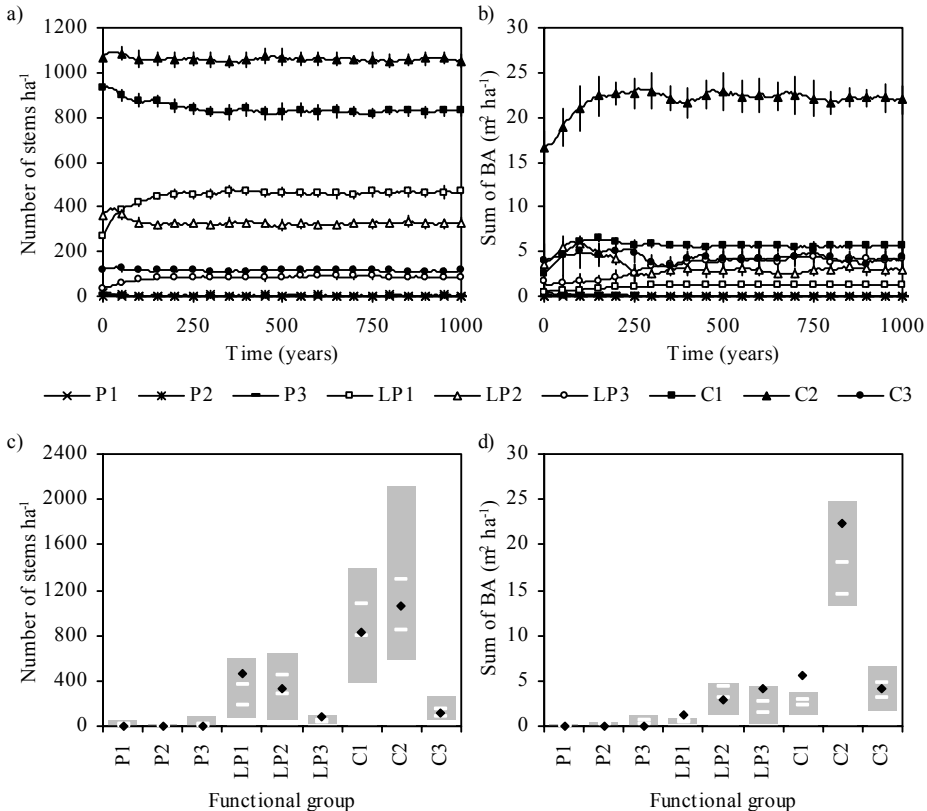 a)
Number of stems ha-1
1200
1000
800
600
400
200
0
0 250 500 750 1000
Time (years)
b)
Sum of BA (m2 ha-1)
30
25
20
15
10
5
0
0 250 500 750 1000
Time (years)
P1 P2 P3 LP1 LP2 LP3 C1 C2 C3
c)
Number of stems ha-1
2400
2000
1600
1200
800
400
0
P1 P2 P3 LP1 LP2 LP3 C1 C2 C3
Functional group
d)
Sum of BA (m2 ha-1)
30
25
20
15
10
5
0
P1 P2 P3 LP1 LP2 LP3 C1 C2 C3
Functional group